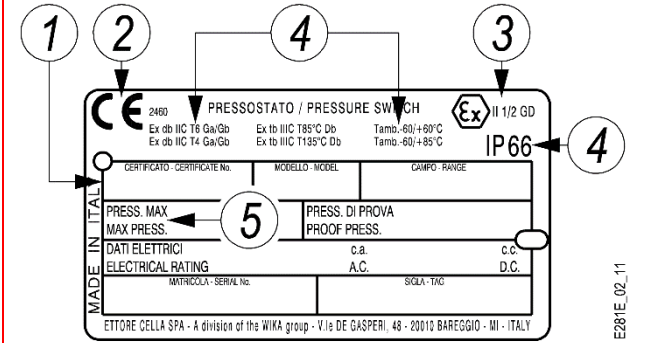 1 2 4 3
CE 2460 PRESSOSTATO / PRESSURE SWITCH Ex II 1/2 GD
Ex db IIC T6 Ga/Gb Ex tb IIIC T85°C Db Tamb.-60/+60°C
Ex db IIC T4 Ga/Gb Ex tb IIIC T135°C Db Tamb.-60/+85°C
IP66 4
CERTIFICATO - CERTIFICATE No. MODELLO - MODEL CAMPO - RANGE
PRESS. MAX 5 PRESS. DI PROVA
MAX PRESS. PROOF PRESS.
DATI ELETTRICI c.a. c.c.
ELECTRICAL RATING A.C. D.C.
MATRICOLA - SERIAL No. SIGLA - TAG
MADE IN ITAL
ETTORE CELLA SPA - A division of the WIKA group - V.le DE GASPERI, 48 - 20010 BAREGGIO - MI - ITALY
E281E_02_11